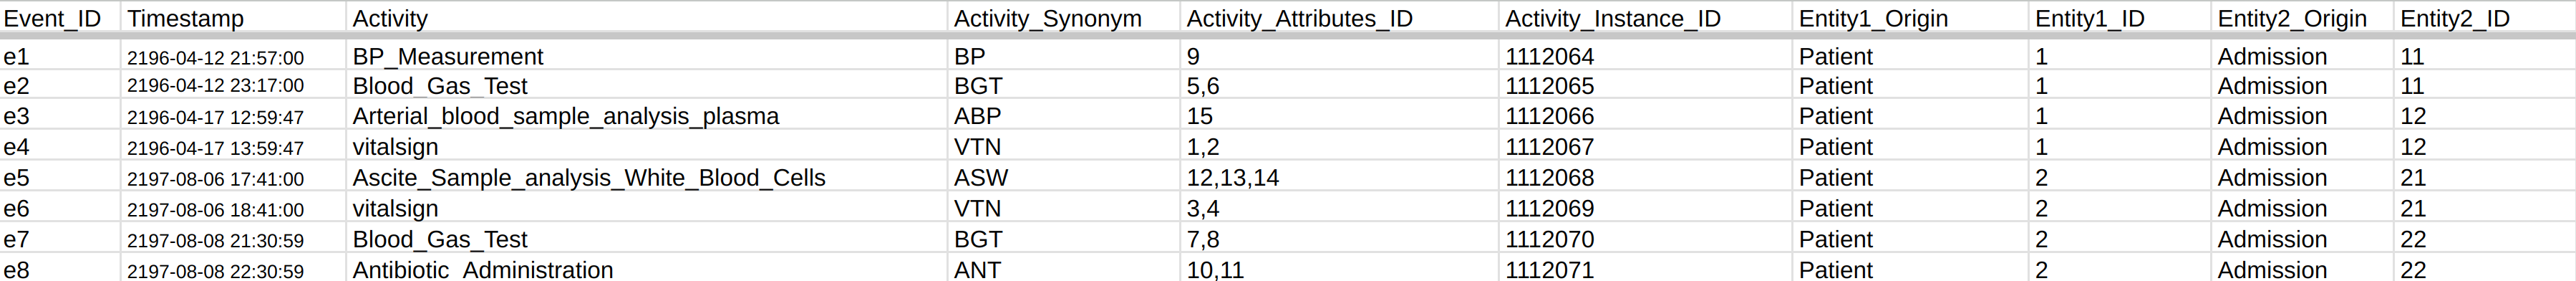 Event_ID Timestamp Activity Activity_Synonym Activity_Attributes_ID Activity_Instance_ID Entity1_Origin Entity1_ID Entity2_Origin Entity2_ID
e1 2196-04-12 21:57:00 BP_Measurement BP 9 1112064 Patient 1 Admission 11
e2 2196-04-12 23:17:00 Blood_Gas_Test BGT 5,6 1112065 Patient 1 Admission 11
e3 2196-04-17 12:59:47 Arterial_blood_sample_analysis_plasma ABP 15 1112066 Patient 1 Admission 12
e4 2196-04-17 13:59:47 vitalsign VTN 1,2 1112067 Patient 1 Admission 12
e5 2197-08-06 17:41:00 Ascite_Sample_analysis_White_Blood_Cells ASW 12,13,14 1112068 Patient 2 Admission 21
e6 2197-08-06 18:41:00 vitalsign VTN 3,4 1112069 Patient 2 Admission 21
e7 2197-08-08 21:30:59 Blood_Gas_Test BGT 7,8 1112070 Patient 2 Admission 22
e8 2197-08-08 22:30:59 Antibiotic_Administration ANT 10,11 1112071 Patient 2 Admission 22